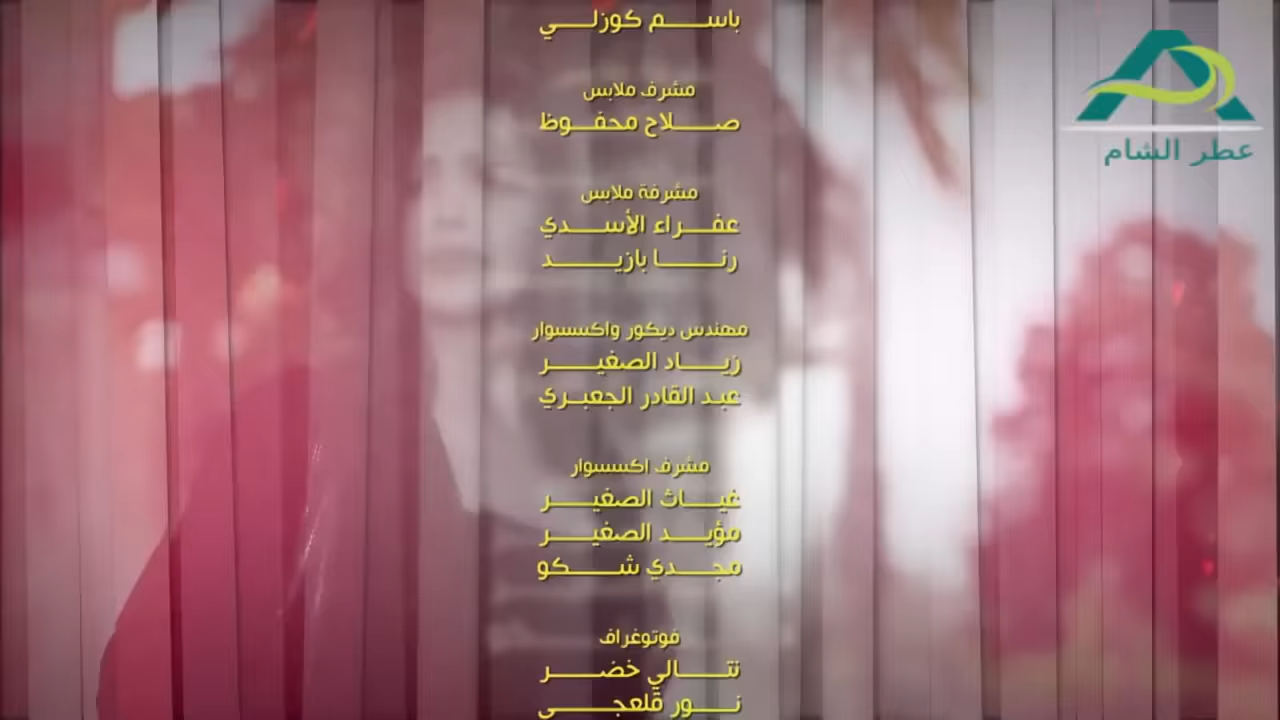 باسم كوزلي
عطر الشام
مشرف ملابس
صلاح محفوظ
مشرفة ملابس
عفراء الأسدي
رنا بازيد
مهندس ديكور واكسسوار
زياد الصغير
عبد القادر الجعبري
مشرف اكسسوار
غياث الصغير
مؤيد الصغير
مجدي شكو
فوتوغراف
نتالي خضر
نور قلعجي